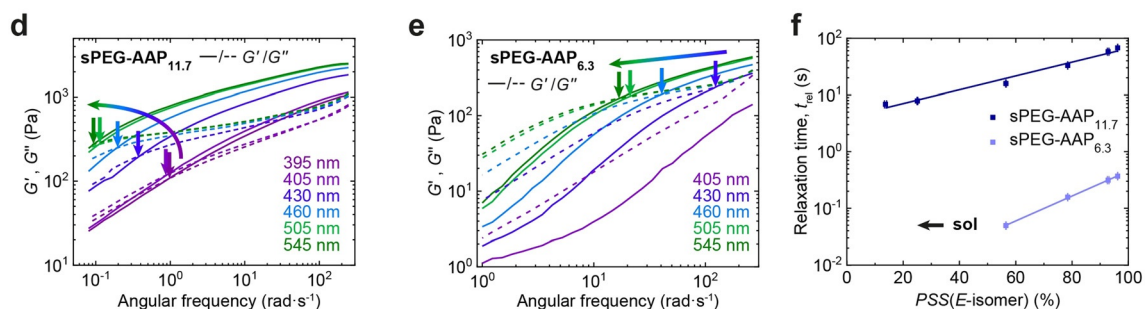 d
sPEG-AAP11.7 —/-- G′/G″
G′, G″ (Pa)
10³
10²
10¹
395 nm
405 nm
430 nm
460 nm
505 nm
545 nm
10⁻¹
10⁰
10¹
10²
Angular frequency (rad·s⁻¹)
e
sPEG-AAP6.3
—/-- G′/G″
G′, G″ (Pa)
10³
10²
10¹
10⁰
405 nm
430 nm
460 nm
505 nm
545 nm
10¹
10²
Angular frequency (rad·s⁻¹)
f
Relaxation time, trel (s)
10²
10¹
10⁰
10⁻¹
10⁻²
sPEG-AAP11.7
sPEG-AAP6.3
sol
0 20 40 60 80 100
PSS(E-isomer) (%)